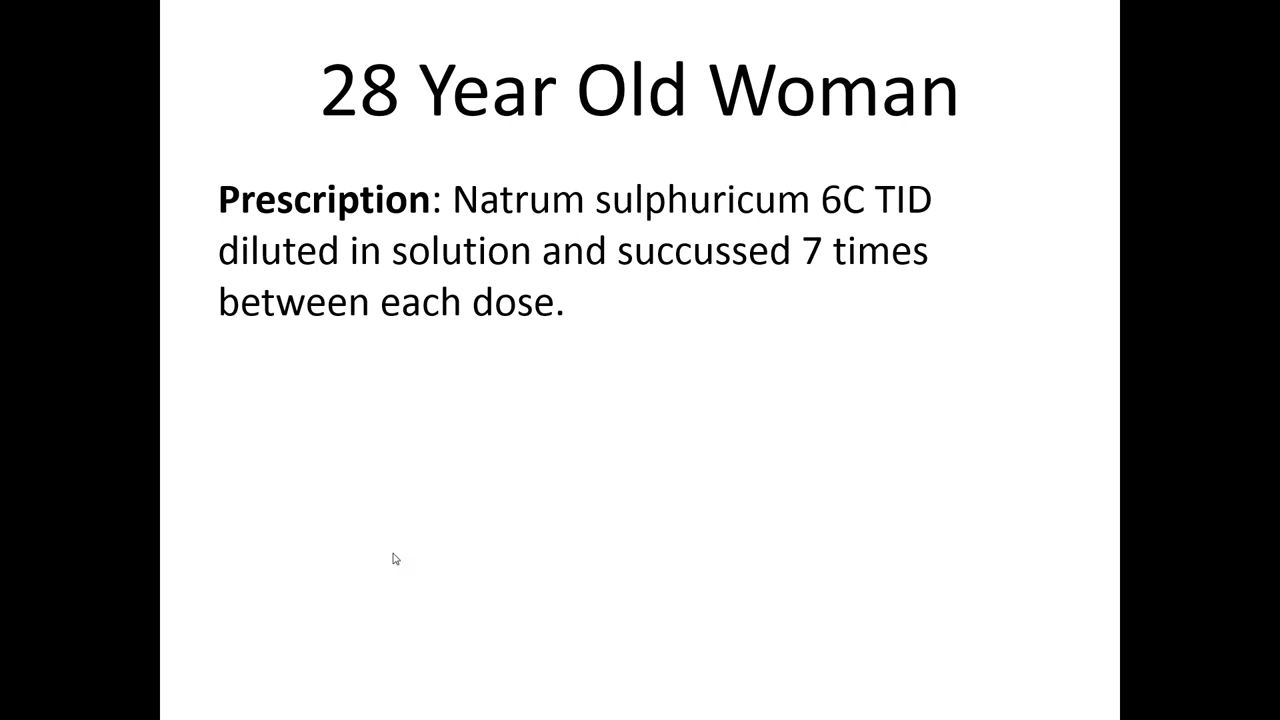 28 Year Old Woman
Prescription: Natrum sulphuricum 6C TID
diluted in solution and succussed 7 times
between each dose.